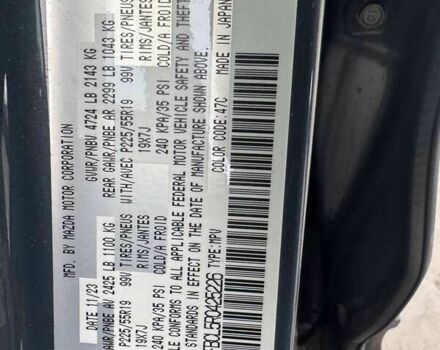 MFD. BY MAZDA MOTOR CORPORATION
DATE 11/23 GVWR/PNBV 4724 LB 2143 KG
GAWR/PNBE AV 2425 LB 1100 KG REAR GAWR/PNBE AR 2299 LB 1043 KG
P225/55R19 99V TIRES/PNEUS WITH/AVEC P225/55R19 99V TIRES/PNEUS
19X7J RIMS/JANTES 19X7J RIMS/JANTES
240 KPA/35 PSI COLD/A FROID 240 KPA/35 PSI COLD/A FROID
TO ALL APPLICABLE FEDERAL MOTOR VEHICLE SAFETY AND THEFT
STANDARDS IN EFFECT ON THE DATE OF MANUFACTURE SHOWN ABOVE.
TYPE:MPV COLOR CODE: 47C
MADE IN JAPAN